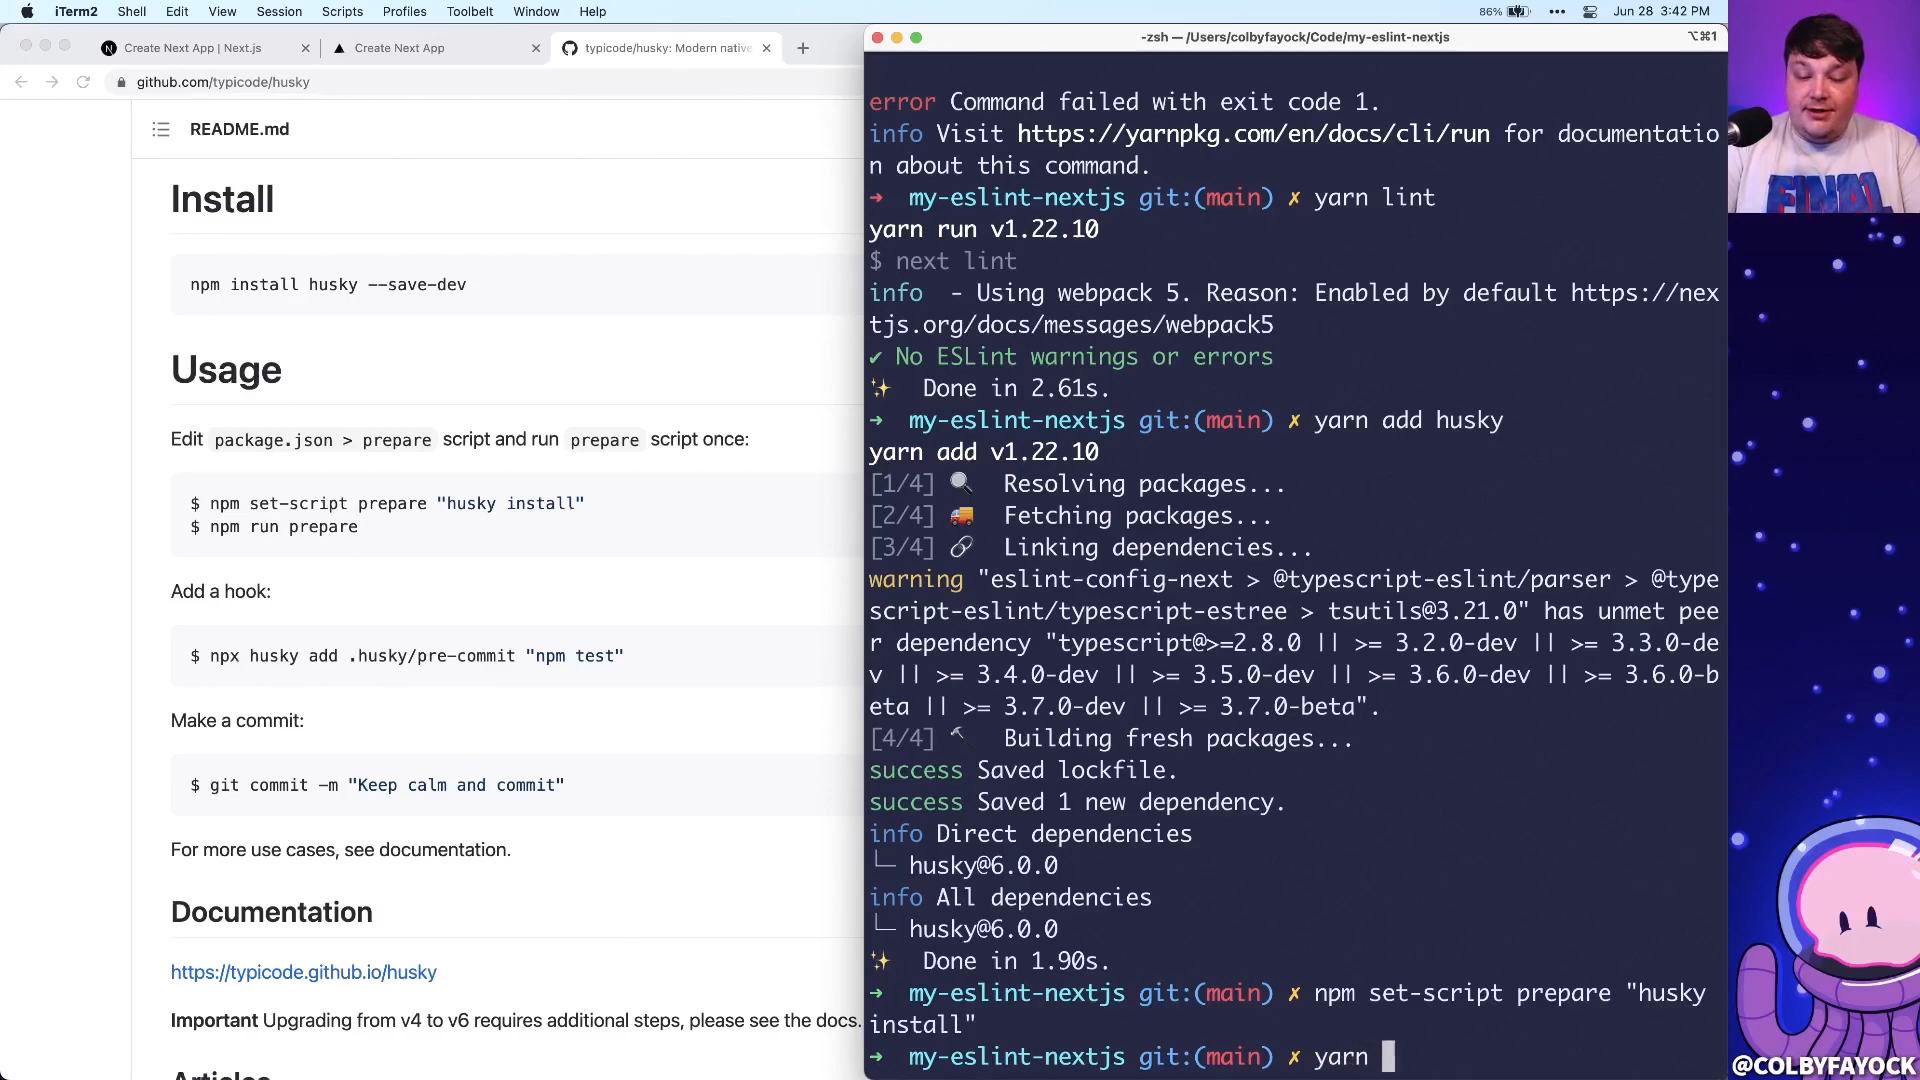 iTerm2 Shell Edit View Session Scripts Profiles Toolbelt Window Help
86% Jun 28 3:42 PM
Create Next App | Next.js
Create Next App
typicode/husky: Modern native
github.com/typicode/husky
README.md
Install
npm install husky --save-dev
Usage
Edit package.json > prepare script and run prepare script once:
$ npm set-script prepare "husky install"
$ npm run prepare
Add a hook:
$ npx husky add .husky/pre-commit "npm test"
Make a commit:
$ git commit -m "Keep calm and commit"
For more use cases, see documentation.
Documentation
https://typicode.github.io/husky
Important Upgrading from v4 to v6 requires additional steps, please see the docs.
Articles
-zsh — /Users/colbyfayock/Code/my-eslint-nextjs
⌥⌘1
error Command failed with exit code 1.
info Visit https://yarnpkg.com/en/docs/cli/run for documentatio
n about this command.
➜ my-eslint-nextjs git:(main) ✗ yarn lint
yarn run v1.22.10
$ next lint
info - Using webpack 5. Reason: Enabled by default https://nex
tjs.org/docs/messages/webpack5
✔ No ESLint warnings or errors
✨ Done in 2.61s.
➜ my-eslint-nextjs git:(main) ✗ yarn add husky
yarn add v1.22.10
[1/4] 🔍 Resolving packages...
[2/4] 🚚 Fetching packages...
[3/4] 🔗 Linking dependencies...
warning "eslint-config-next > @typescript-eslint/parser > @type
script-eslint/typescript-estree > tsutils@3.21.0" has unmet pee
r dependency "typescript@>=2.8.0 || >= 3.2.0-dev || >= 3.3.0-de
v || >= 3.4.0-dev || >= 3.5.0-dev || >= 3.6.0-dev || >= 3.6.0-b
eta || >= 3.7.0-dev || >= 3.7.0-beta".
[4/4] 🔨 Building fresh packages...
success Saved lockfile.
success Saved 1 new dependency.
info Direct dependencies
└─ husky@6.0.0
info All dependencies
└─ husky@6.0.0
✨ Done in 1.90s.
➜ my-eslint-nextjs git:(main) ✗ npm set-script prepare "husky
install"
➜ my-eslint-nextjs git:(main) ✗ yarn
FINAL
@COLBYFAYOCK